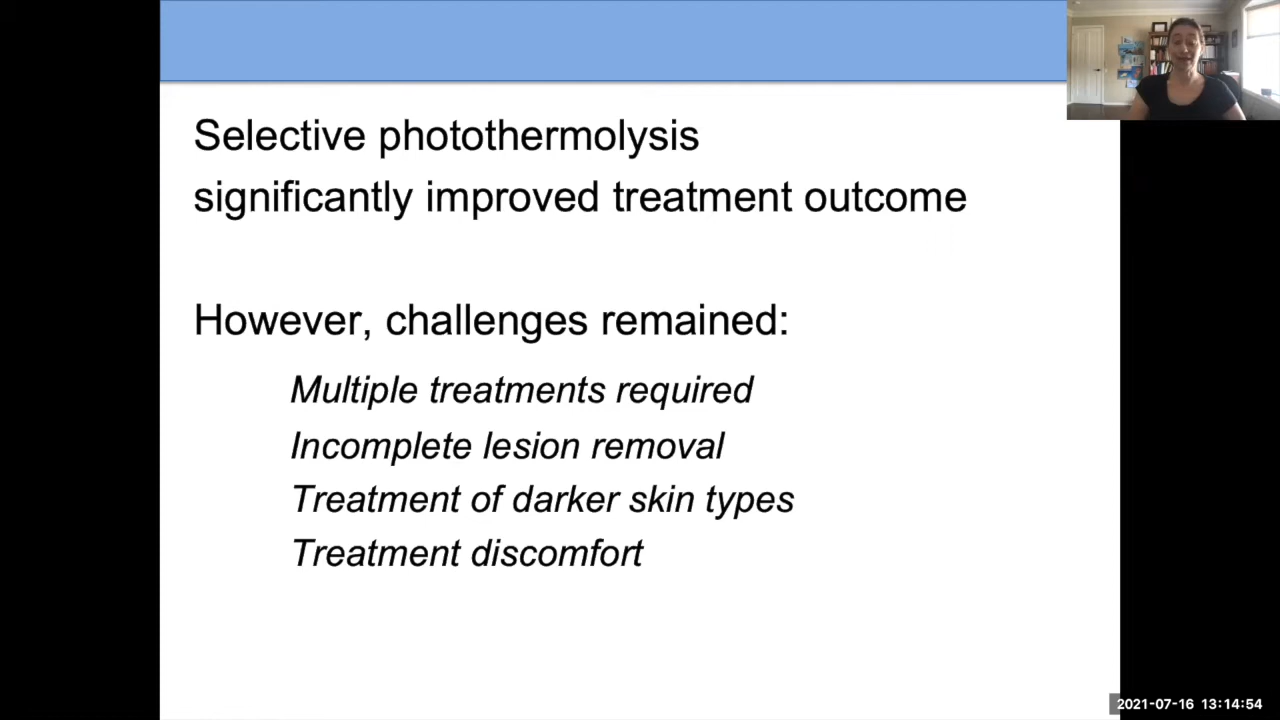 Selective photothermolysis
significantly improved treatment outcome
However, challenges remained:
Multiple treatments required
Incomplete lesion removal
Treatment of darker skin types
Treatment discomfort
2021-07-16 13:14:54